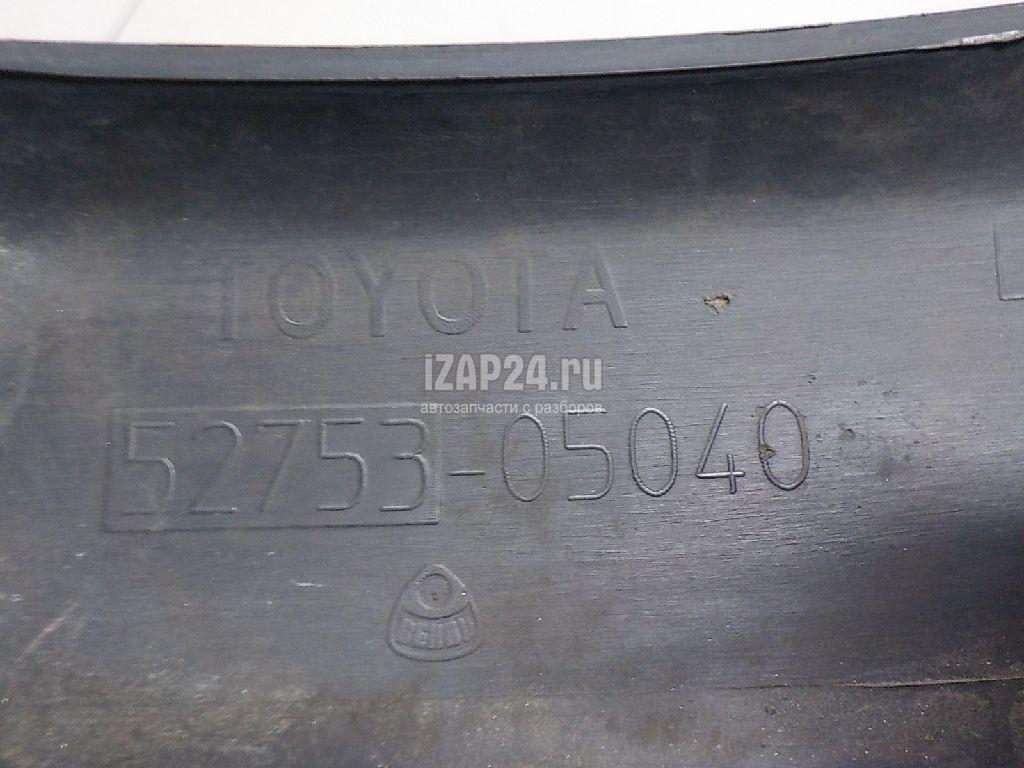 TOYOTA
L
iZAP24.ru
автозапчасти с разборов
52753-05040